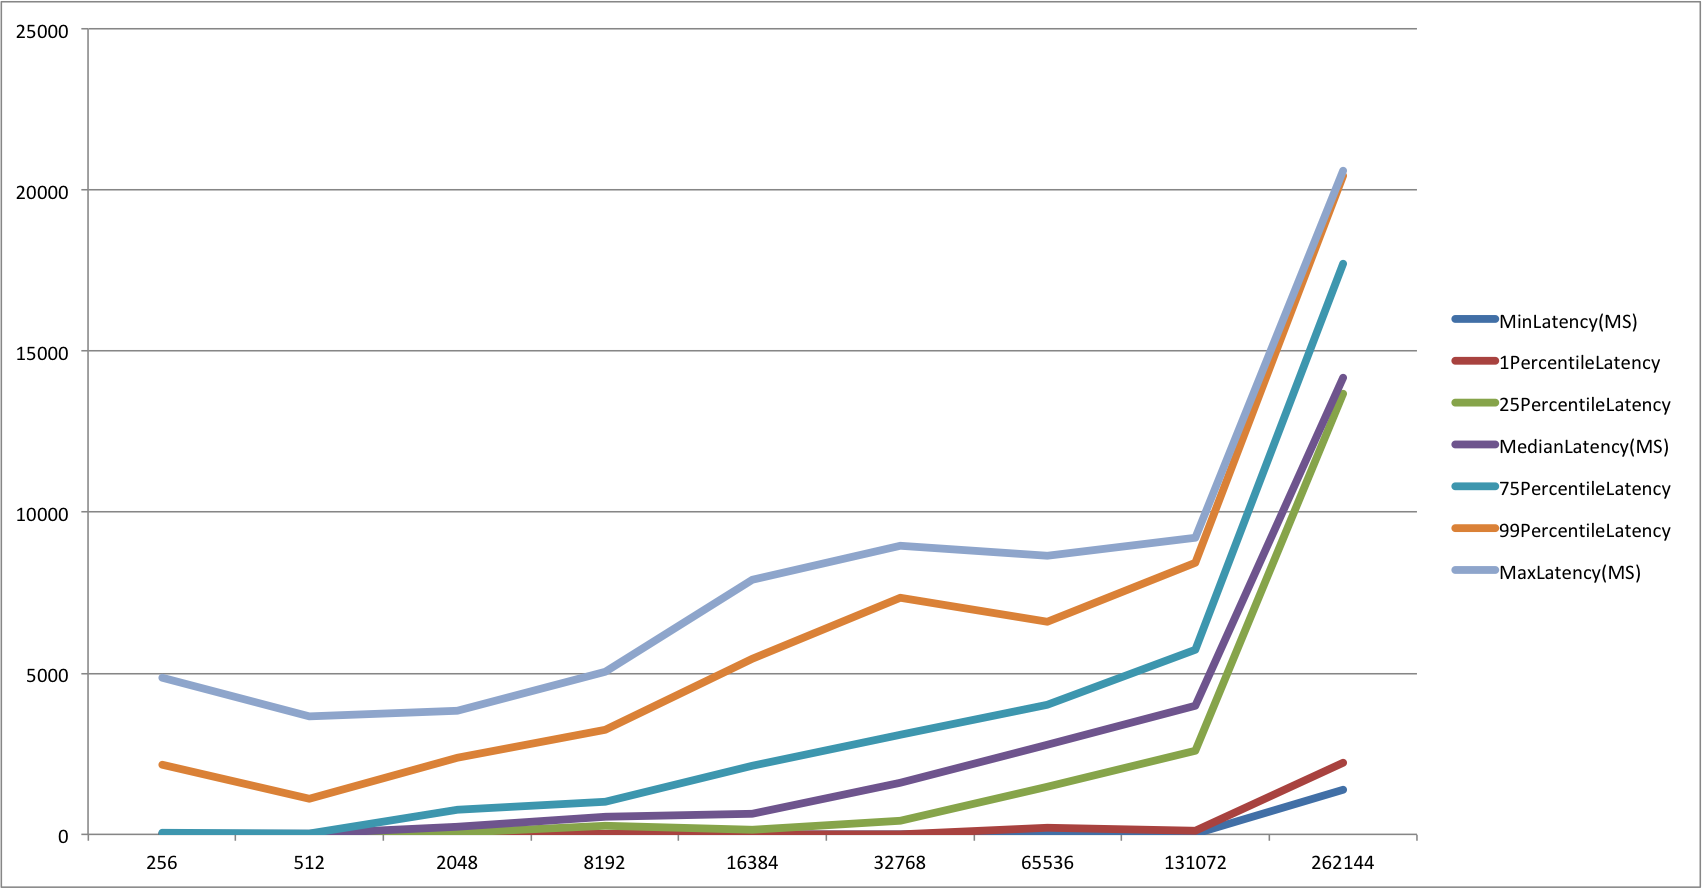 25000
20000
15000
10000
5000
0
256 512 2048 8192 16384 32768 65536 131072 262144
MinLatency(MS)
1PercentileLatency
25PercentileLatency
MedianLatency(MS)
75PercentileLatency
99PercentileLatency
MaxLatency(MS)